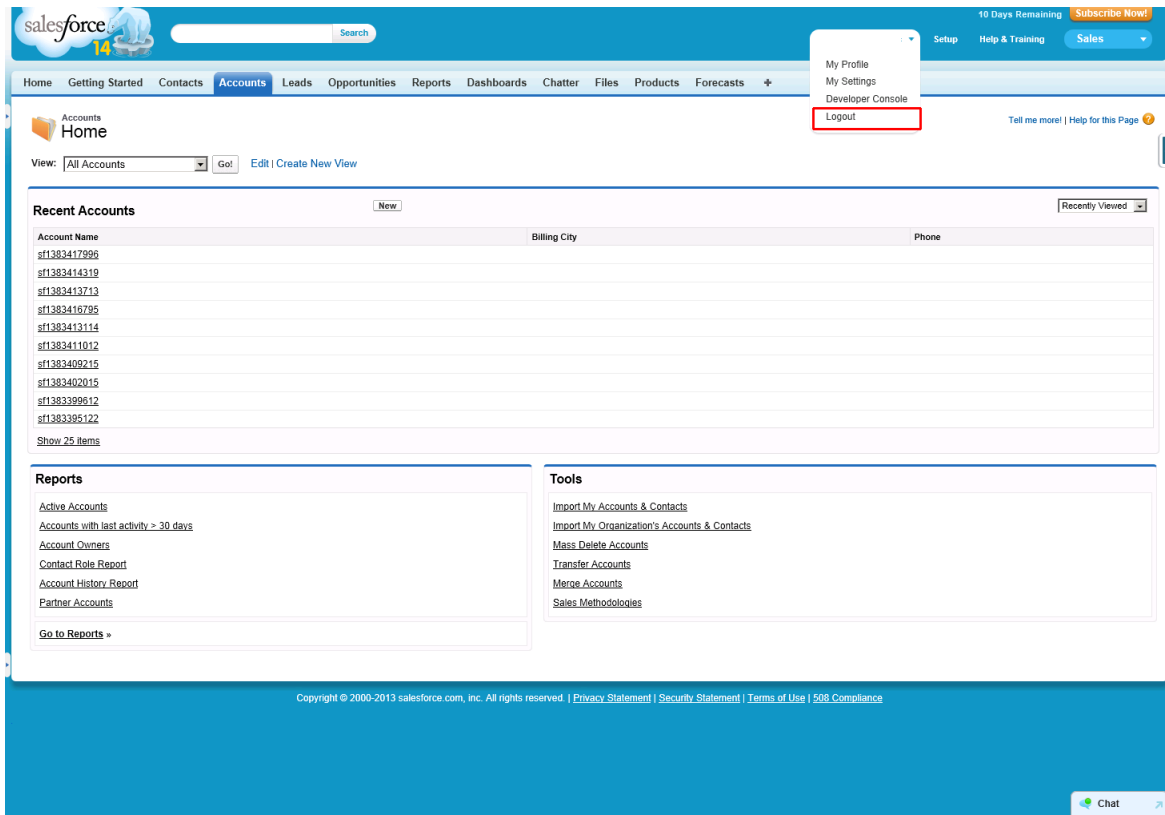 salesforce
14
Search
10 Days Remaining Subscribe Now!
Setup Help & Training Sales
My Profile
My Settings
Developer Console
Logout
Home Getting Started Contacts Accounts Leads Opportunities Reports Dashboards Chatter Files Products Forecasts +
Accounts
Home
Tell me more! | Help for this Page ?
View: All Accounts Go! Edit | Create New View
Recent Accounts New Recently Viewed
Account Name Billing City Phone
sf1383417996
sf1383414319
sf1383413713
sf1383416795
sf1383413114
sf1383411012
sf1383409215
sf1383402015
sf1383399612
sf1383395122
Show 25 items
Reports
Active Accounts
Accounts with last activity > 30 days
Account Owners
Contact Role Report
Account History Report
Partner Accounts
Go to Reports »
Tools
Import My Accounts & Contacts
Import My Organization's Accounts & Contacts
Mass Delete Accounts
Transfer Accounts
Merge Accounts
Sales Methodologies
Copyright © 2000-2013 salesforce.com, inc. All rights reserved. | Privacy Statement | Security Statement | Terms of Use | 508 Compliance
Chat